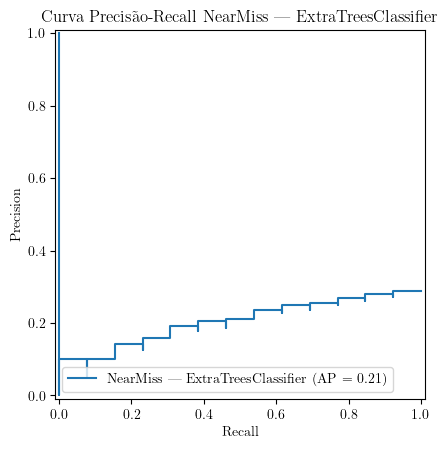 Curva Precisão-Recall NearMiss — ExtraTreesClassifier
1.0
0.8
0.6
0.4
0.2
0.0
Precision
NearMiss — ExtraTreesClassifier (AP = 0.21)
0.0 0.2 0.4 0.6 0.8 1.0
Recall